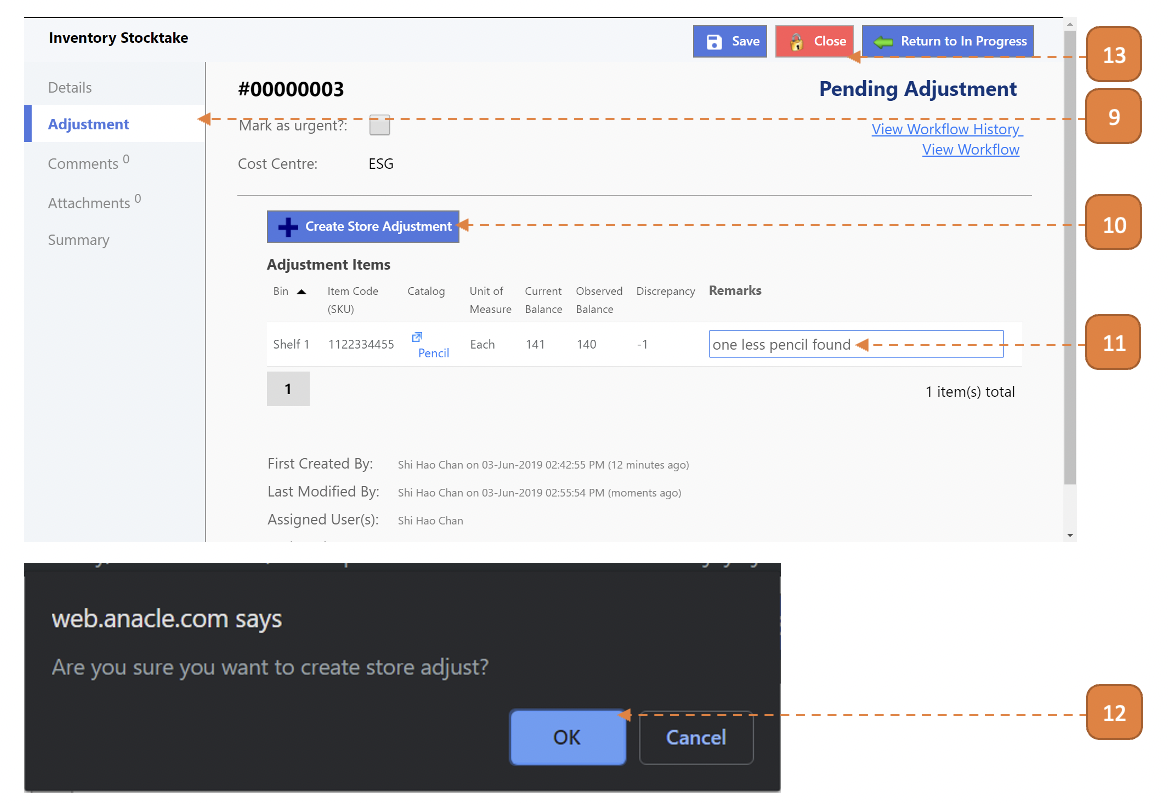 Inventory Stocktake
Save
Close
Return to In Progress
13
Details
#00000003
Pending Adjustment
Adjustment
Mark as urgent?:
View Workflow History
9
View Workflow
Comments 0
Cost Centre:
ESG
Attachments 0
Create Store Adjustment
10
Summary
Adjustment Items
Bin
Item Code
(SKU)
Catalog
Unit of
Measure
Current
Balance
Observed
Balance
Discrepancy
Remarks
Shelf 1
1122334455
Pencil
Each
141
140
-1
one less pencil found
11
1
1 item(s) total
First Created By:
Shi Hao Chan on 03-Jun-2019 02:42:55 PM (12 minutes ago)
Last Modified By:
Shi Hao Chan on 03-Jun-2019 02:55:54 PM (moments ago)
Assigned User(s):
Shi Hao Chan
web.anacle.com says
Are you sure you want to create store adjust?
OK
Cancel
12